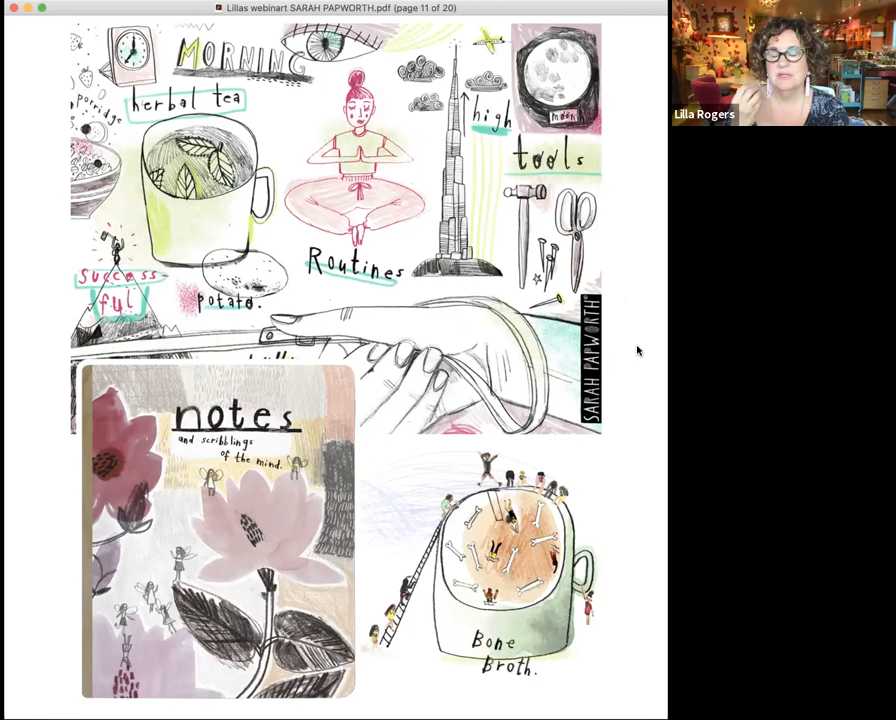 Lillas webinart SARAH PAPWORTH.pdf (page 11 of 20)
Lilla Rogers
MORNING
herbal tea
porridge
high
moon
tools
Routines
success-
ful
potato.
SARAH PAPWORTH
notes
and scribblings
of the mind.
Bone
Broth.